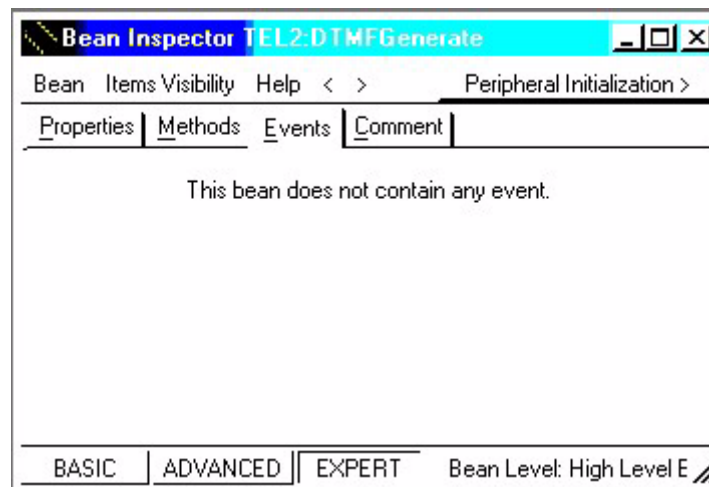 Bean Inspector TEL2:DTMFGenerate
Bean Items Visibility Help < > Peripheral Initialization >
Properties Methods Events Comment
This bean does not contain any event.
BASIC ADVANCED EXPERT Bean Level: High Level E